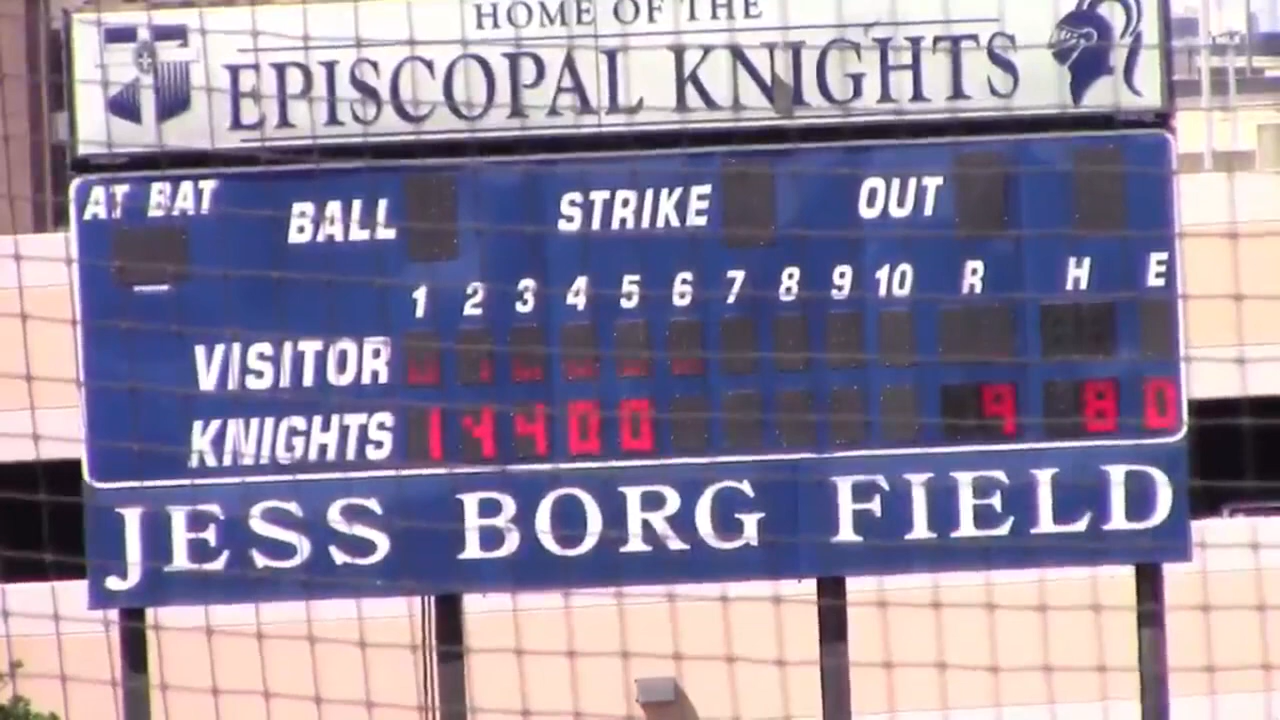 HOME OF THE
EPISCOPAL KNIGHTS
AT BAT BALL STRIKE OUT
1 2 3 4 5 6 7 8 9 10 R H E
VISITOR
KNIGHTS 1 4 4 0 0 9 8 0
JESS BORG FIELD